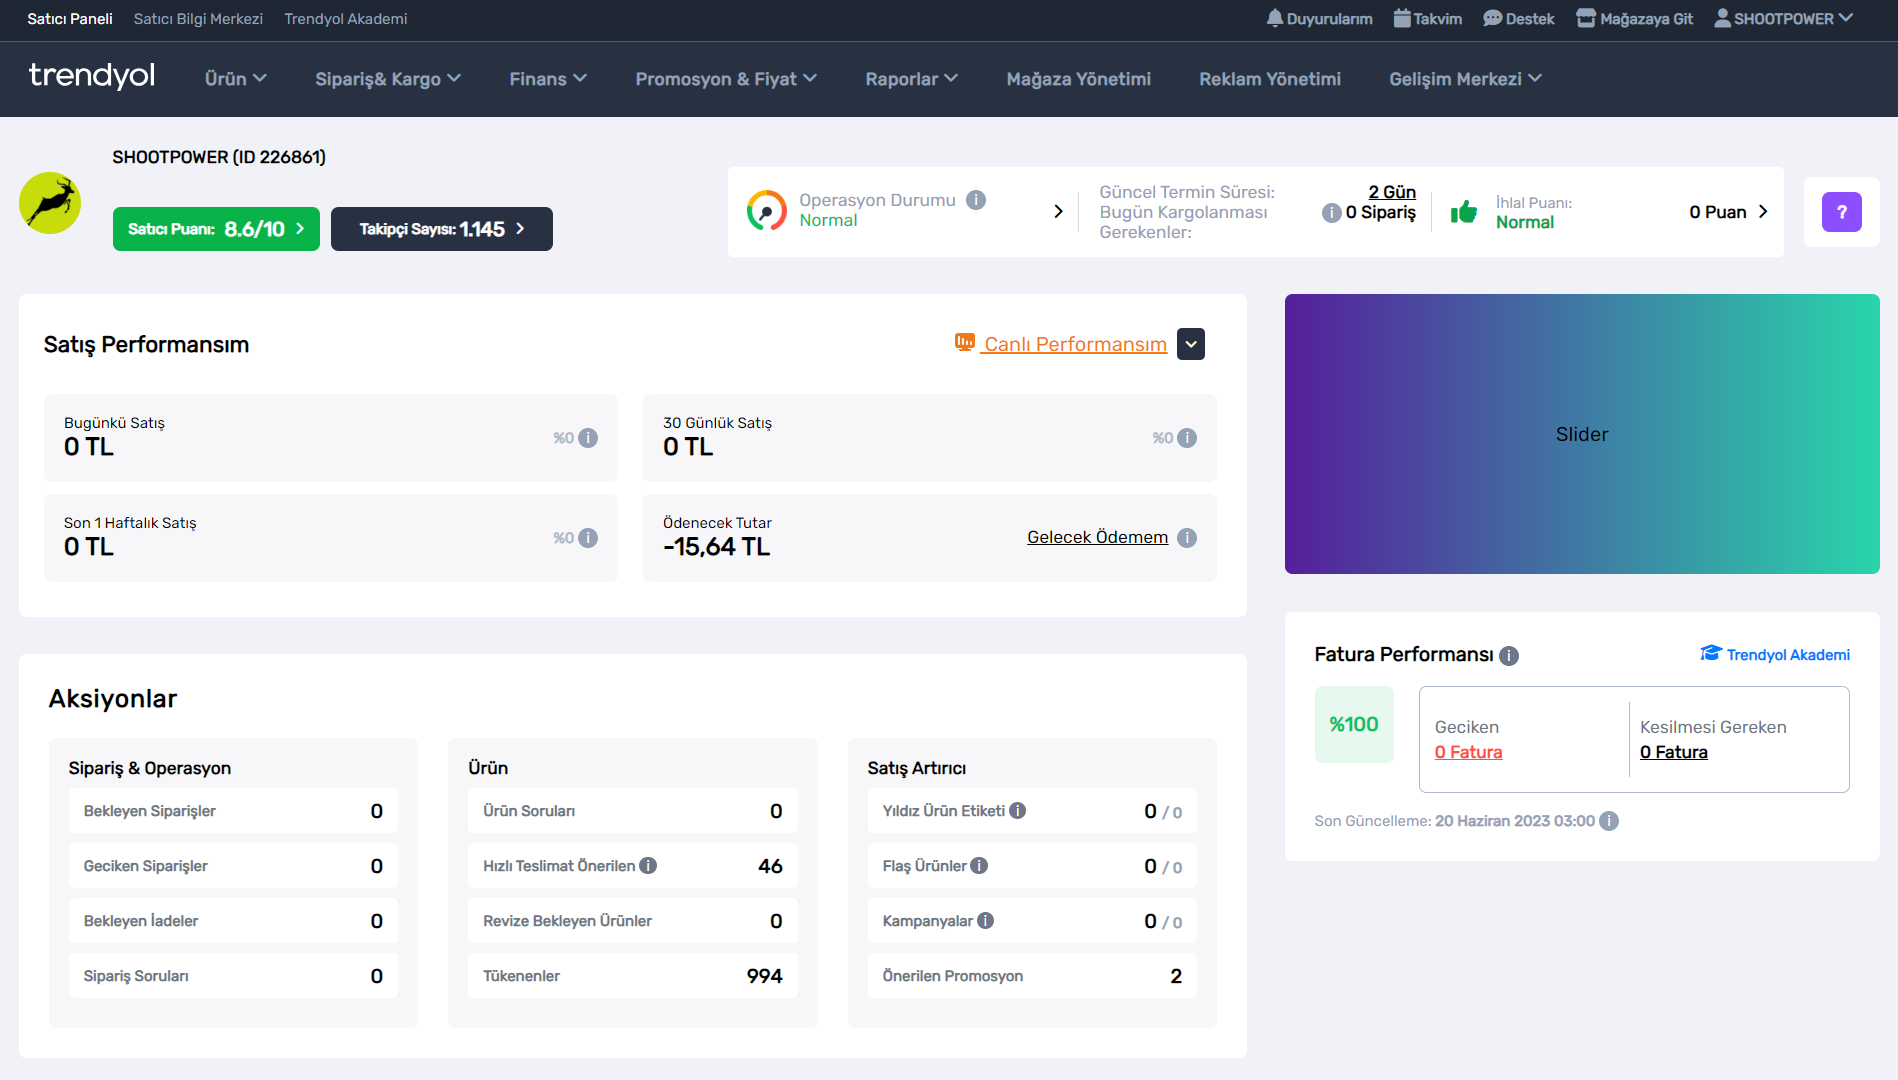 Satıcı Paneli Satıcı Bilgi Merkezi Trendyol Akademi Duyurularım Takvim Destek Mağazaya Git SHOOTPOWER
trendyol Ürün Sipariş& Kargo Finans Promosyon & Fiyat Raporlar Mağaza Yönetimi Reklam Yönetimi Gelişim Merkezi
SHOOTPOWER (ID 226861)
Satıcı Puanı: 8.6/10
Takipçi Sayısı: 1.145
Operasyon Durumu i
Normal
Güncel Termin Süresi: 2 Gün
Bugün Kargolanması i 0 Sipariş
Gerekenler:
İhlal Puanı:
Normal
0 Puan
?
Satış Performansım
Canlı Performansım
Bugünkü Satış
0 TL
%0 i
30 Günlük Satış
0 TL
%0 i
Son 1 Haftalık Satış
0 TL
%0 i
Ödenecek Tutar
-15,64 TL
Gelecek Ödemem i
Slider
Aksiyonlar
Sipariş & Operasyon
Bekleyen Siparişler 0
Geciken Siparişler 0
Bekleyen İadeler 0
Sipariş Soruları 0
Ürün
Ürün Soruları 0
Hızlı Teslimat Önerilen i 46
Revize Bekleyen Ürünler 0
Tükenenler 994
Satış Artırıcı
Yıldız Ürün Etiketi i 0 / 0
Flaş Ürünler i 0 / 0
Kampanyalar i 0 / 0
Önerilen Promosyon 2
Fatura Performansı i
Trendyol Akademi
%100
Geciken
0 Fatura
Kesilmesi Gereken
0 Fatura
Son Güncelleme: 20 Haziran 2023 03:00 i